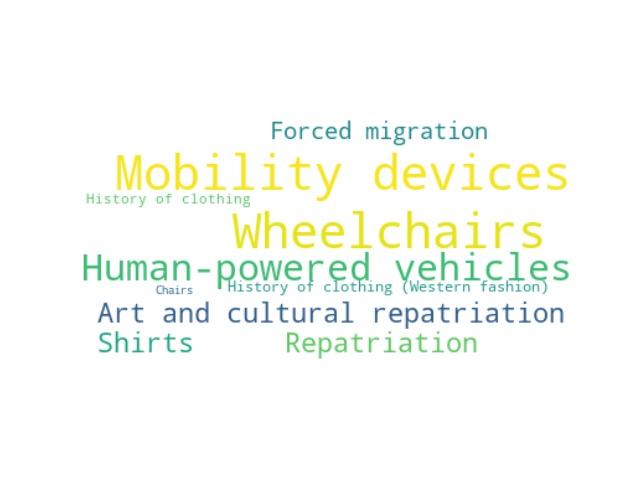 Forced migration
Mobility devices
History of clothing
Wheelchairs
Human-powered vehicles
Chairs
History of clothing (Western fashion)
Art and cultural repatriation
Shirts
Repatriation